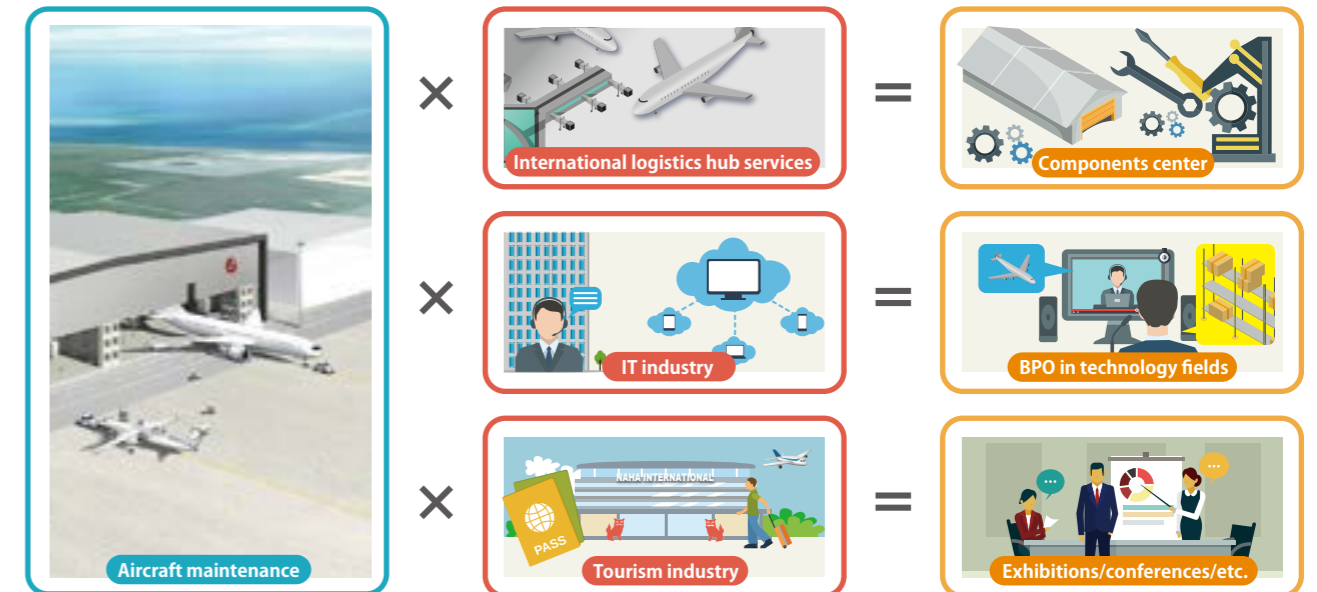 Aircraft maintenance
×
International logistics hub services
=
Components center
×
IT industry
=
BPO in technology fields
×
NAHA INTERNATIONAL
PASS
Tourism industry
=
Exhibitions/conferences/etc.